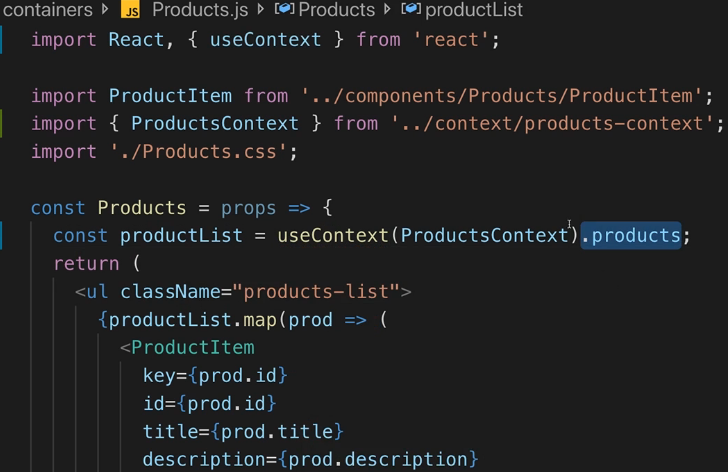 containers > JS Products.js > Products > productList
import React, { useContext } from 'react';
import ProductItem from '../components/Products/ProductItem';
import { ProductsContext } from '../context/products-context';
import './Products.css';
const Products = props => {
const productList = useContext(ProductsContext).products;
return (
<ul className="products-list">
{productList.map(prod => (
<ProductItem
key={prod.id}
id={prod.id}
title={prod.title}
description={prod.description}